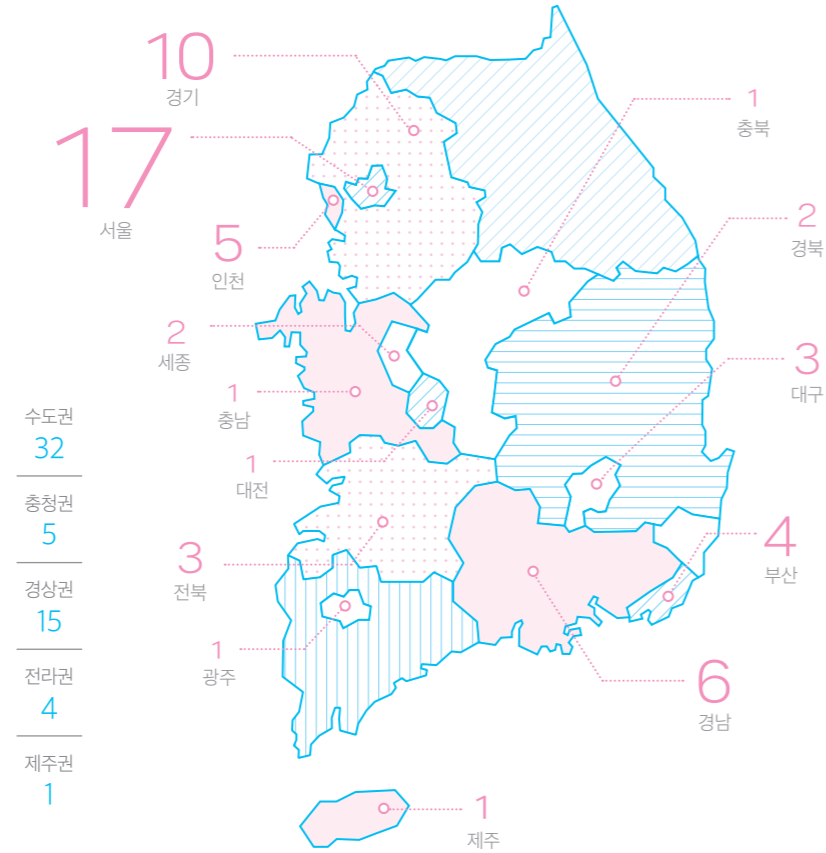 10
경기
17
서울
5
인천
2
세종
1
충남
1
대전
3
전북
1
광주
1
충북
2
경북
3
대구
4
부산
6
경남
1
제주
수도권
32
충청권
5
경상권
15
전라권
4
제주권
1